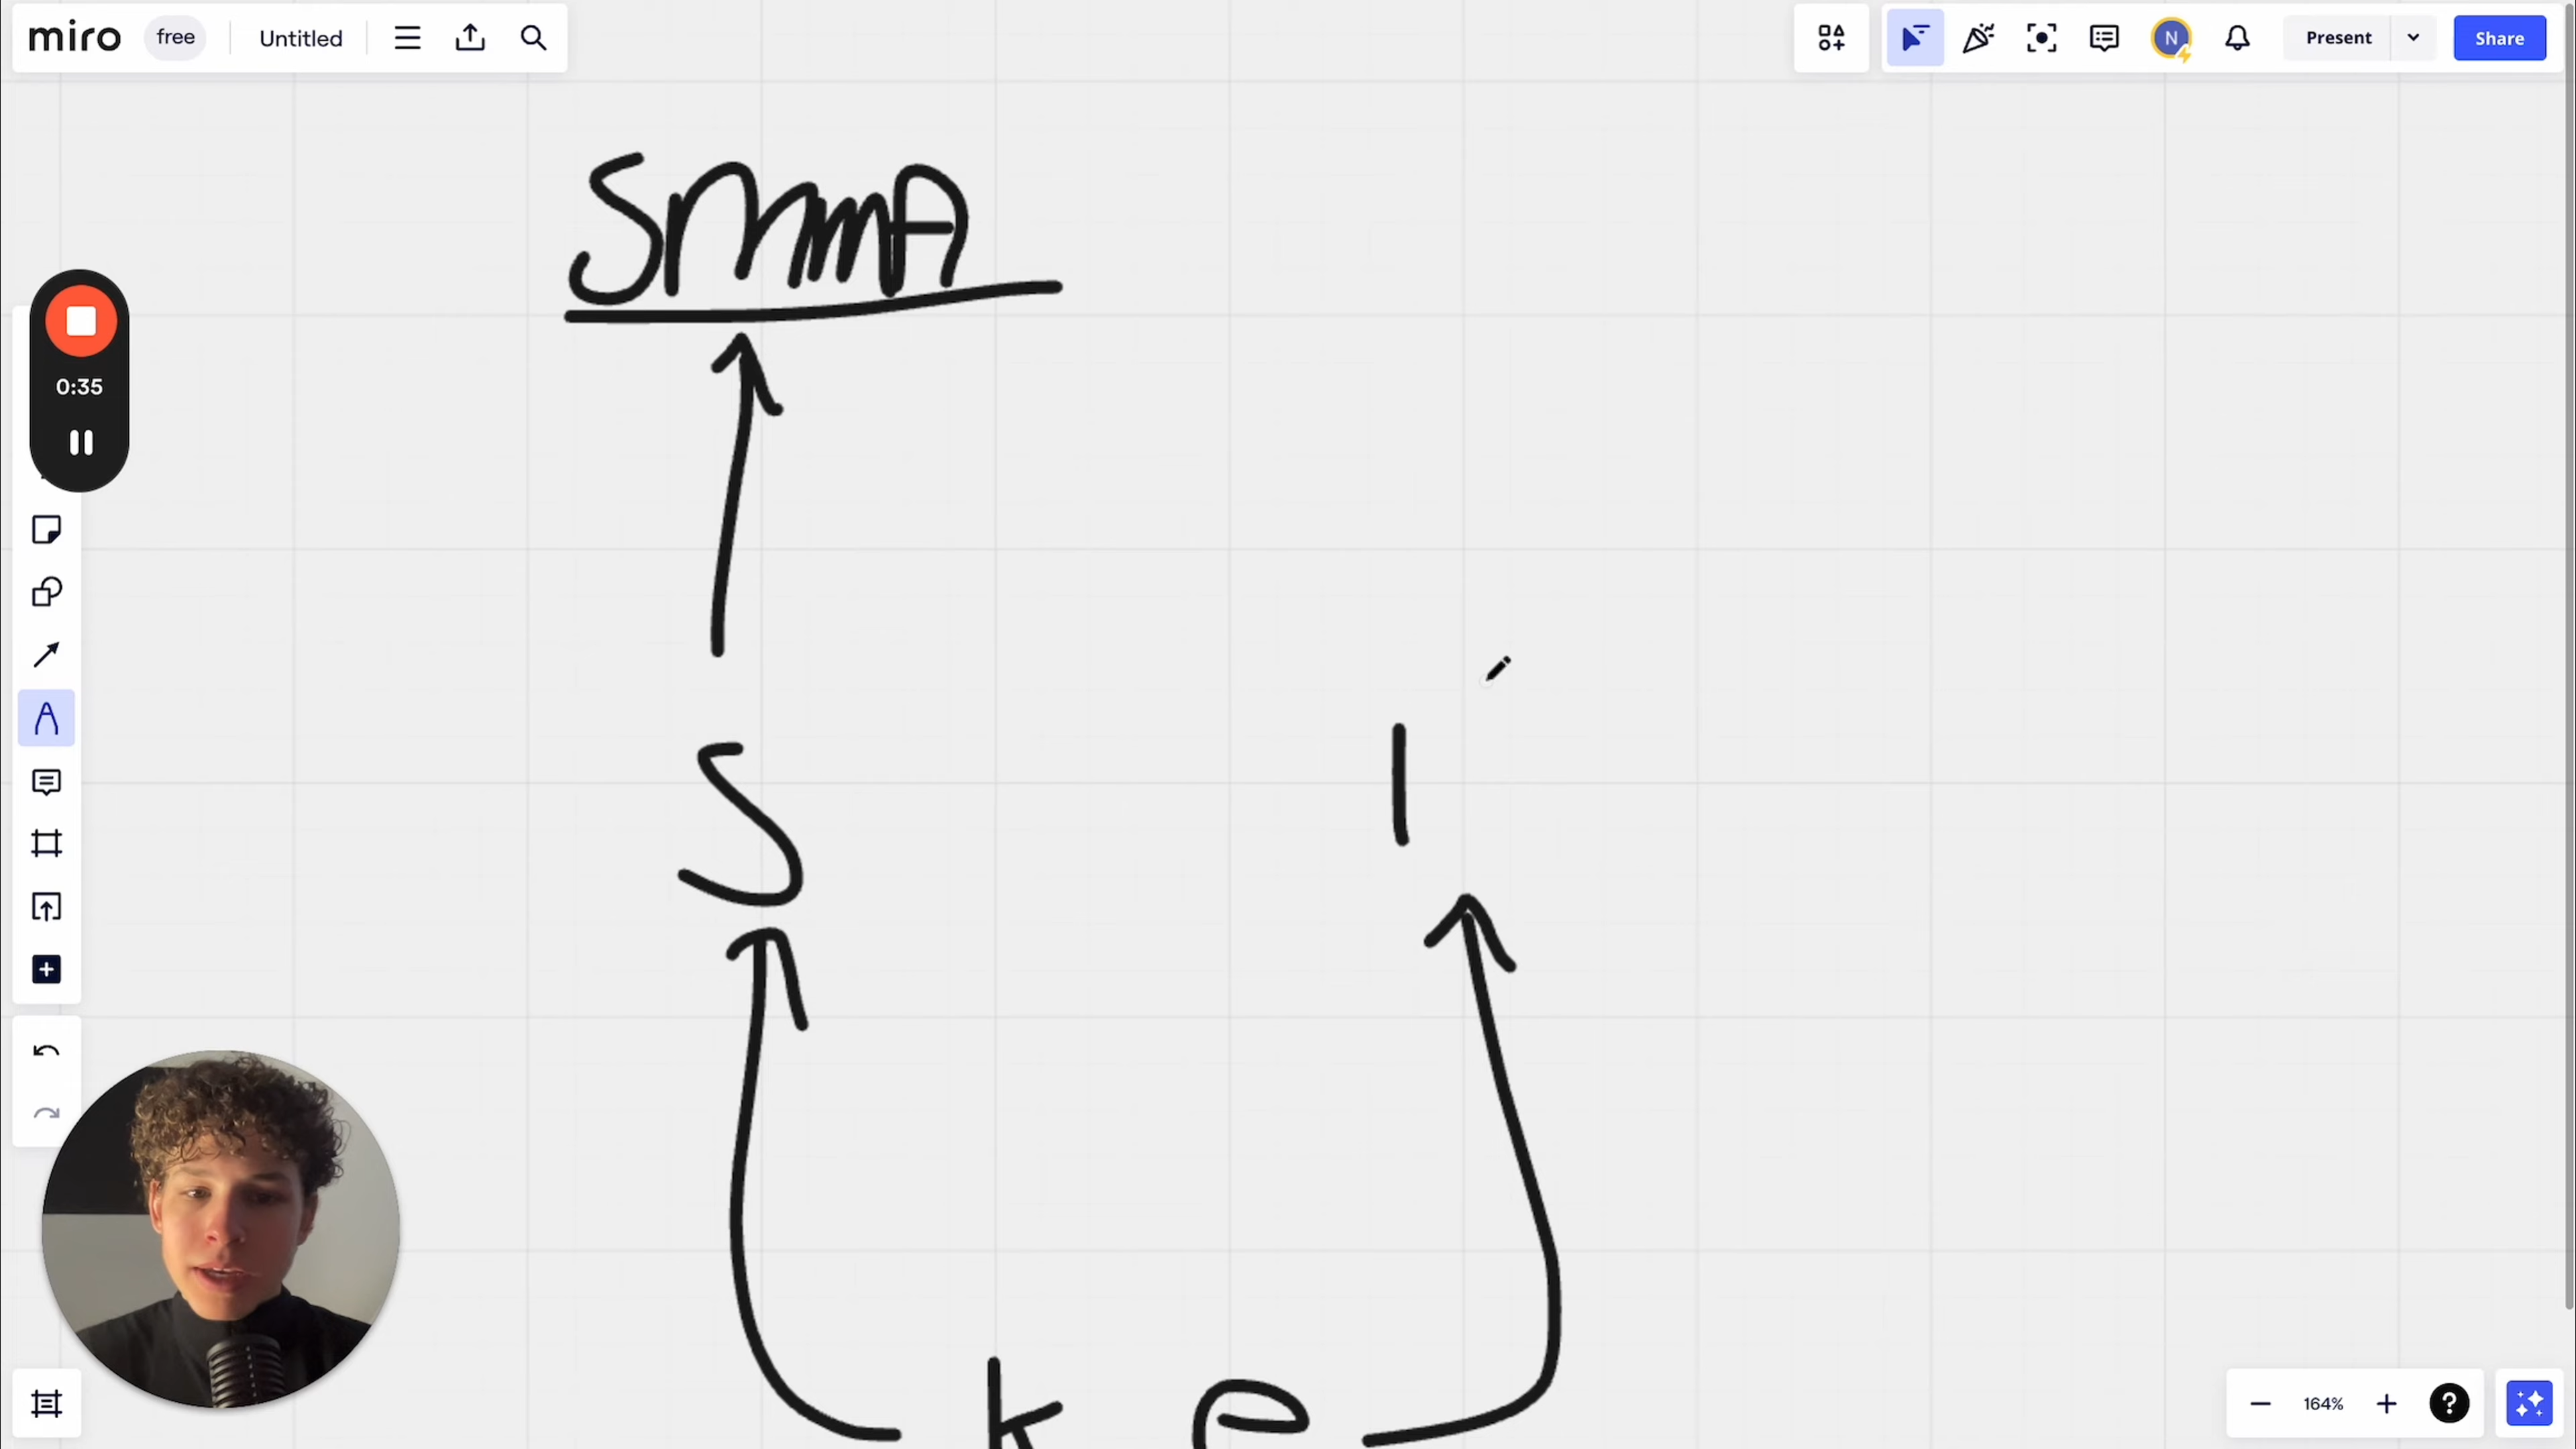 miro free Untitled Present Share
N
SMMA
0:35
S I
k e
164% ?